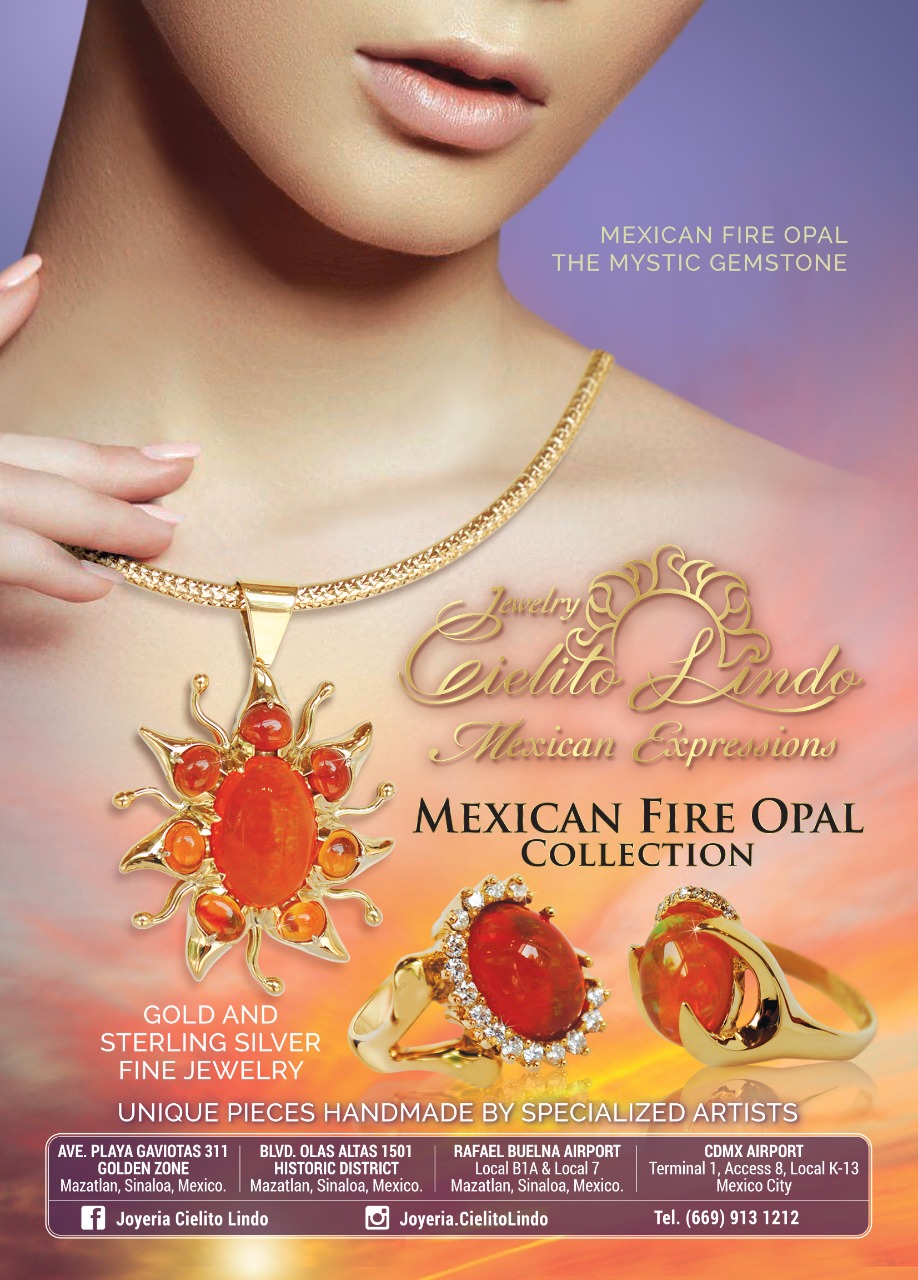 MEXICAN FIRE OPAL
THE MYSTIC GEMSTONE
Jewelry
Cielito Lindo
Mexican Expressions
MEXICAN FIRE OPAL
COLLECTION
GOLD AND
STERLING SILVER
FINE JEWELRY
UNIQUE PIECES HANDMADE BY SPECIALIZED ARTISTS
AVE. PLAYA GAVIOTAS 311
GOLDEN ZONE
Mazatlan, Sinaloa, Mexico.
BLVD. OLAS ALTAS 1501
HISTORIC DISTRICT
Mazatlan, Sinaloa, Mexico.
RAFAEL BUELNA AIRPORT
Local B1A & Local 7
Mazatlan, Sinaloa, Mexico.
CDMX AIRPORT
Terminal 1, Access 8, Local K-13
Mexico City
Joyeria Cielito Lindo
Joyeria.CielitoLindo
Tel. (669) 913 1212